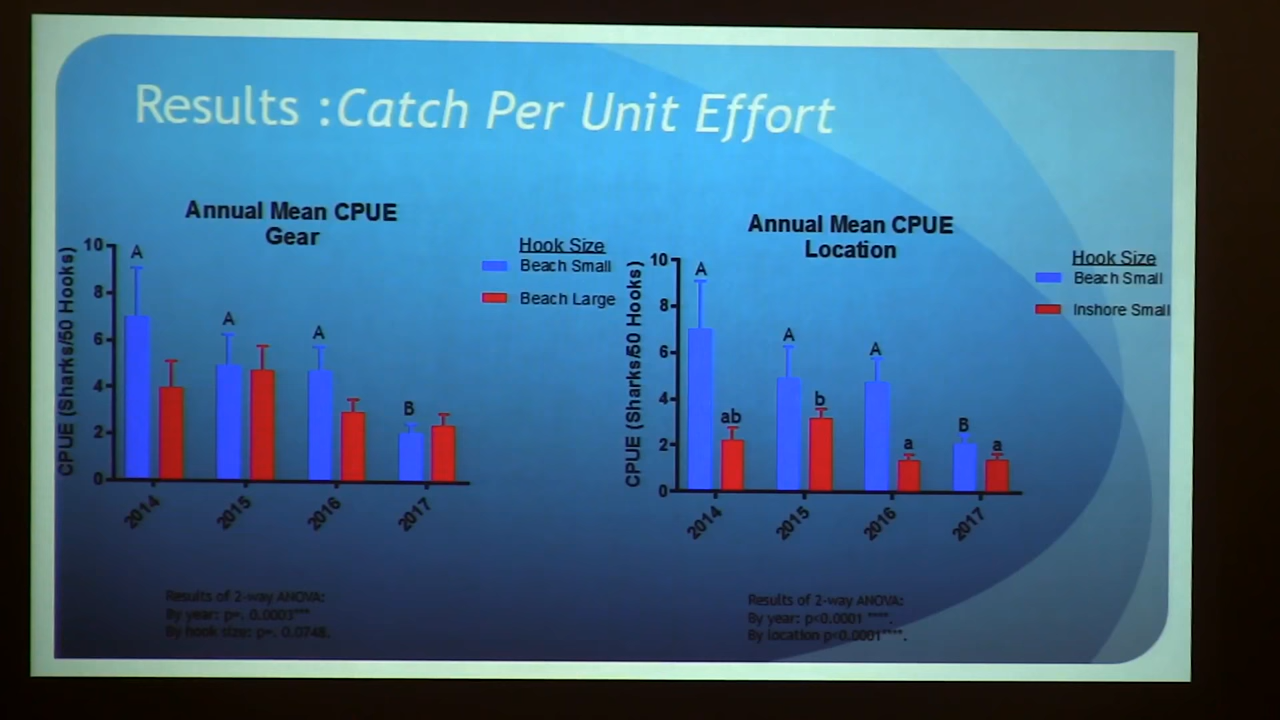 Results :Catch Per Unit Effort
Annual Mean CPUE
Gear
CPUE (Sharks/50 Hooks)
10
8
6
4
2
0
A
A
A
B
2014
2015
2016
2017
Hook Size
Beach Small
Beach Large
Results of 2-way ANOVA:
By year: p=. 0.0003***
By hook size: p=. 0.0748.
Annual Mean CPUE
Location
CPUE (Sharks/50 Hooks)
10
8
6
4
2
0
A
ab
A
b
A
a
B
a
2014
2015
2016
2017
Hook Size
Beach Small
Inshore Small
Results of 2-way ANOVA:
By year: p<0.0001 ****.
By location p<0.0001****.